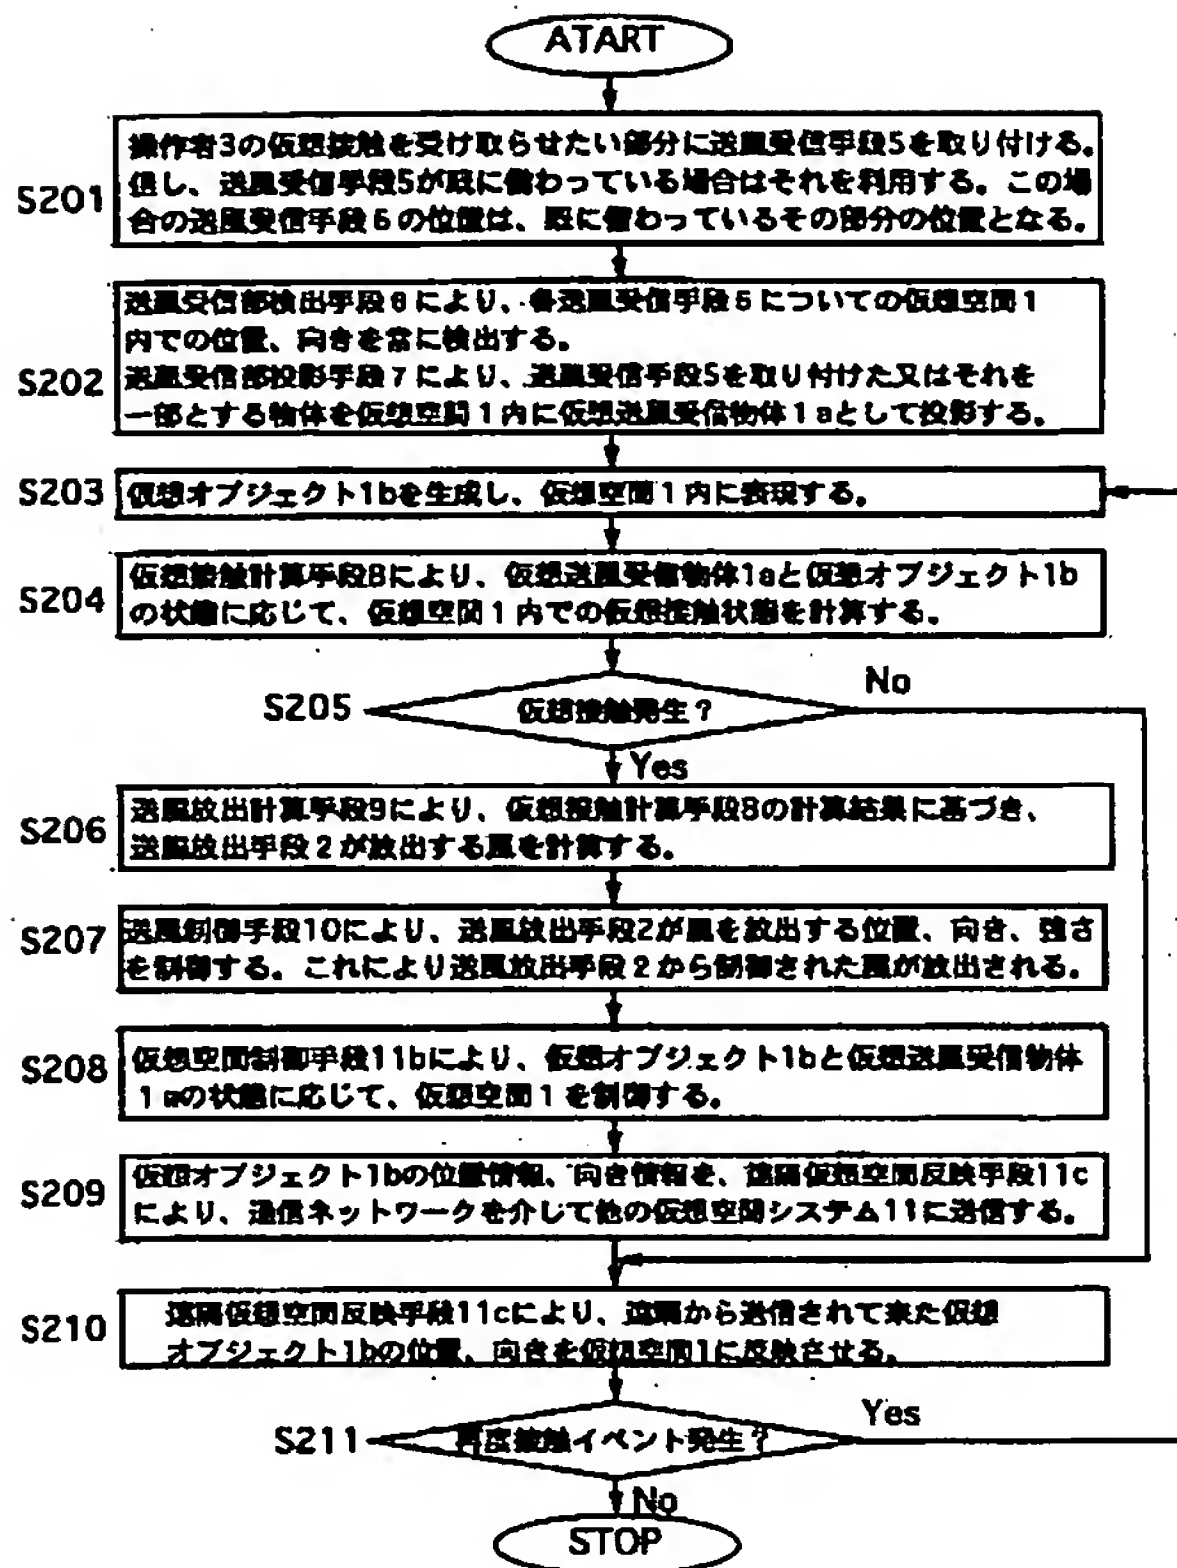 ATART
操作者3の仮想接触を受け取らせたい部分に送風受信手段5を取り付ける。
S201
但し、送風受信手段5が既に備わっている場合はそれを利用する。この場
合の送風受信手段5の位置は、既に備わっているその部分の位置となる。
送風受信部検出手段6により、各送風受信手段5についての仮想空間1
内での位置、向きを常に検出する。
S202
送風受信部投影手段7により、送風受信手段5を取り付けた又はそれを
一部とする物体を仮想空間1内に仮想送風受信物体1aとして投影する。
S203
仮想オブジェクト1bを生成し、仮想空間1内に表現する。
S204
仮想接触計算手段8により、仮想送風受信物体1aと仮想オブジェクト1b
の状態に応じて、仮想空間1内での仮想接触状態を計算する。
No
S205
仮想接触発生?
Yes
S206
送風放出計算手段9により、仮想接触計算手段8の計算結果に基づき、
送風放出手段2が放出する風を計算する。
S207
送風制御手段10により、送風放出手段2が風を放出する位置、向き、強さ
を制御する。これにより送風放出手段2から制御された風が放出される。
S208
仮想空間制御手段11bにより、仮想オブジェクト1bと仮想送風受信物体
1aの状態に応じて、仮想空間1を制御する。
S209
仮想オブジェクト1bの位置情報、向き情報を、遠隔仮想空間反映手段11c
により、通信ネットワークを介じて他の仮想空間システム11に送信する。
S210
遠隔仮想空間反映手段11cにより、遠隔から送信されて来た仮想
オブジェクト1bの位置、向きを仮想空間1に反映させる。
Yes
S211
再度接触イベント発生?
No
STOP